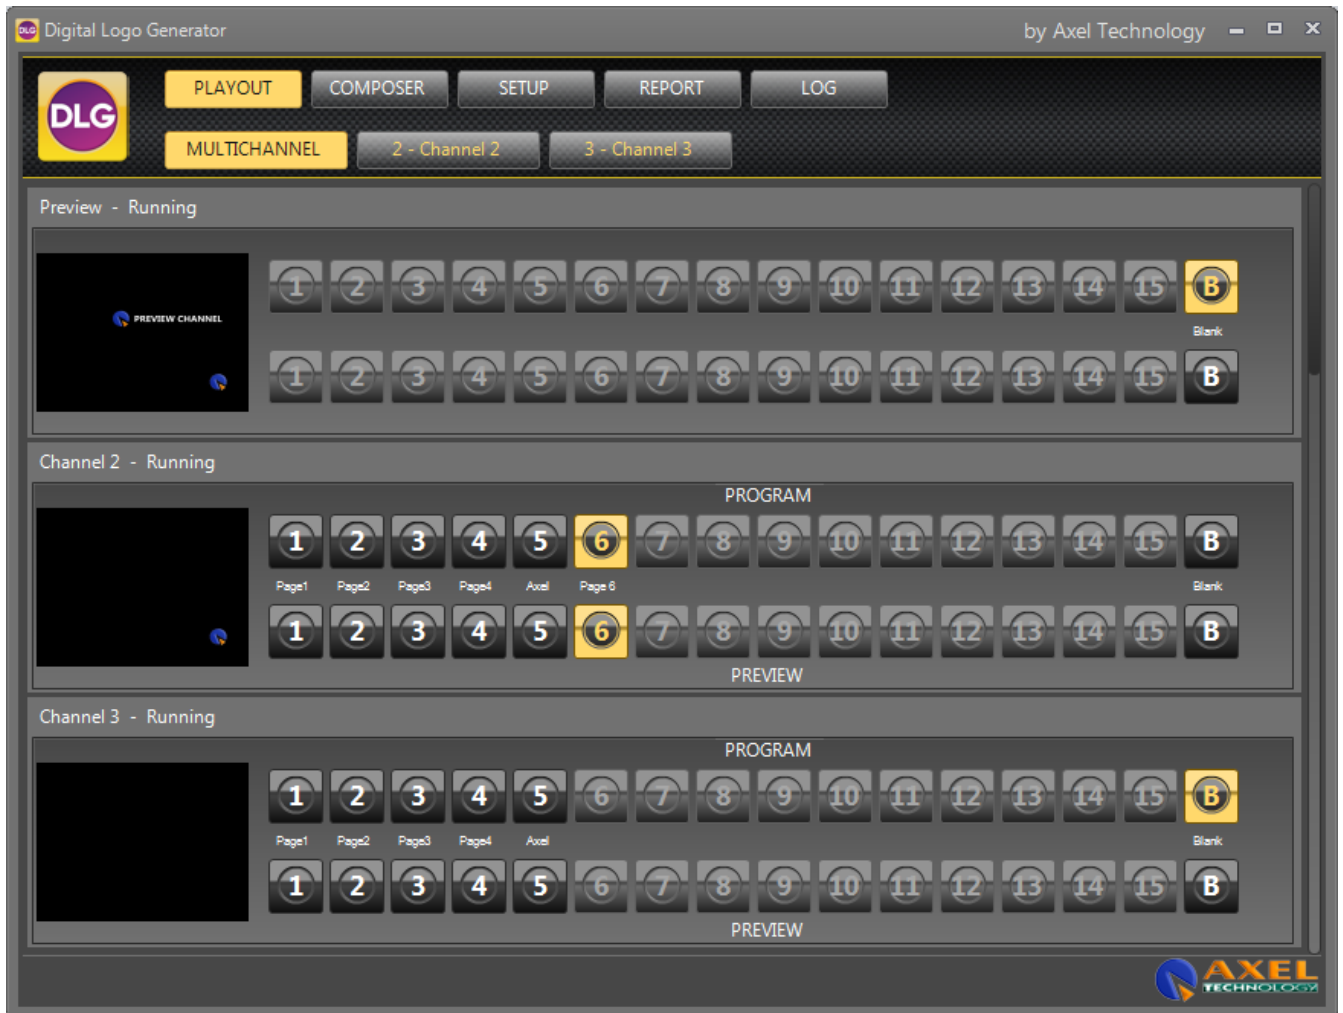 DLG Digital Logo Generator by Axel Technology
DLG PLAYOUT COMPOSER SETUP REPORT LOG
MULTICHANNEL 2 - Channel 2 3 - Channel 3
Preview - Running
1 2 3 4 5 6 7 8 9 10 11 12 13 14 15 B
PREVIEW CHANNEL
Blank
1 2 3 4 5 6 7 8 9 10 11 12 13 14 15 B
Channel 2 - Running
PROGRAM
1 2 3 4 5 6 7 8 9 10 11 12 13 14 15 B
Page1 Page2 Page3 Page4 Axel Page 6 Blank
1 2 3 4 5 6 7 8 9 10 11 12 13 14 15 B
PREVIEW
Channel 3 - Running
PROGRAM
1 2 3 4 5 6 7 8 9 10 11 12 13 14 15 B
Page1 Page2 Page3 Page4 Axel Blank
1 2 3 4 5 6 7 8 9 10 11 12 13 14 15 B
PREVIEW
AXEL
TECHNOLOGY